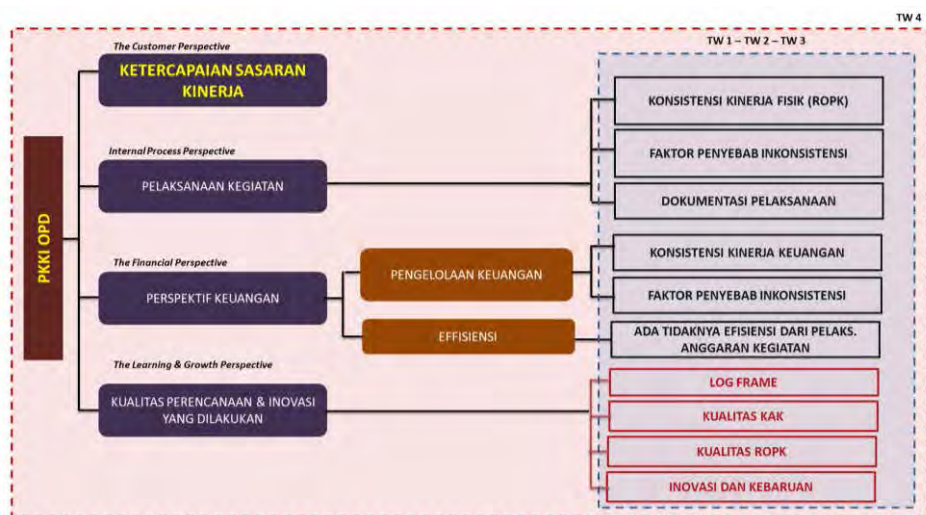 TW 4
TW 1 – TW 2 – TW 3
PKKI OPD
The Customer Perspective
KETERCAPAIAN SASARAN
KINERJA
Internal Process Perspective
PELAKSANAAN KEGIATAN
KONSISTENSI KINERJA FISIK (ROPK)
FAKTOR PENYEBAB INKONSISTENSI
DOKUMENTASI PELAKSANAAN
The Financial Perspective
PERSPEKTIF KEUANGAN
PENGELOLAAN KEUANGAN
KONSISTENSI KINERJA KEUANGAN
FAKTOR PENYEBAB INKONSISTENSI
EFFISIENSI
ADA TIDAKNYA EFISIENSI DARI PELAKS.
ANGGARAN KEGIATAN
The Learning & Growth Perspective
KUALITAS PERENCANAAN & INOVASI
YANG DILAKUKAN
LOG FRAME
KUALITAS KAK
KUALITAS ROPK
INOVASI DAN KEBARUAN